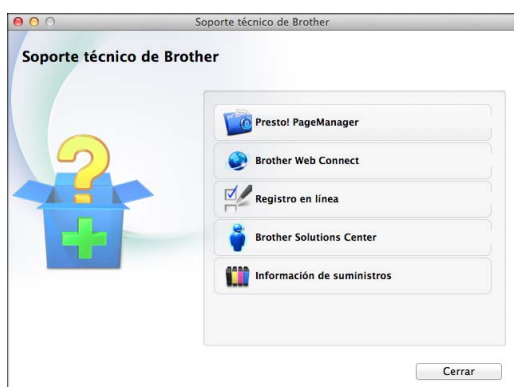 Soporte técnico de Brother
Soporte técnico de Brother
Presto! PageManager
Brother Web Connect
Registro en línea
Brother Solutions Center
Información de suministros
Cerrar